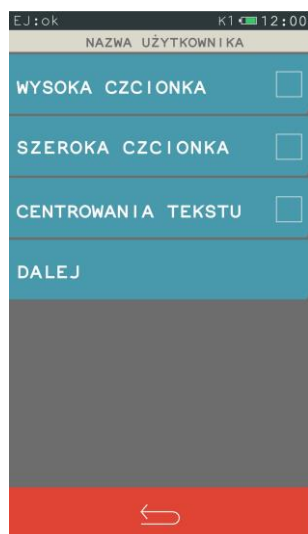 EJ:ok K1 12:00
NAZWA UŻYTKOWNIKA
WYSOKA CZCIONKA
SZEROKA CZCIONKA
CENTROWANIA TEKSTU
DALEJ